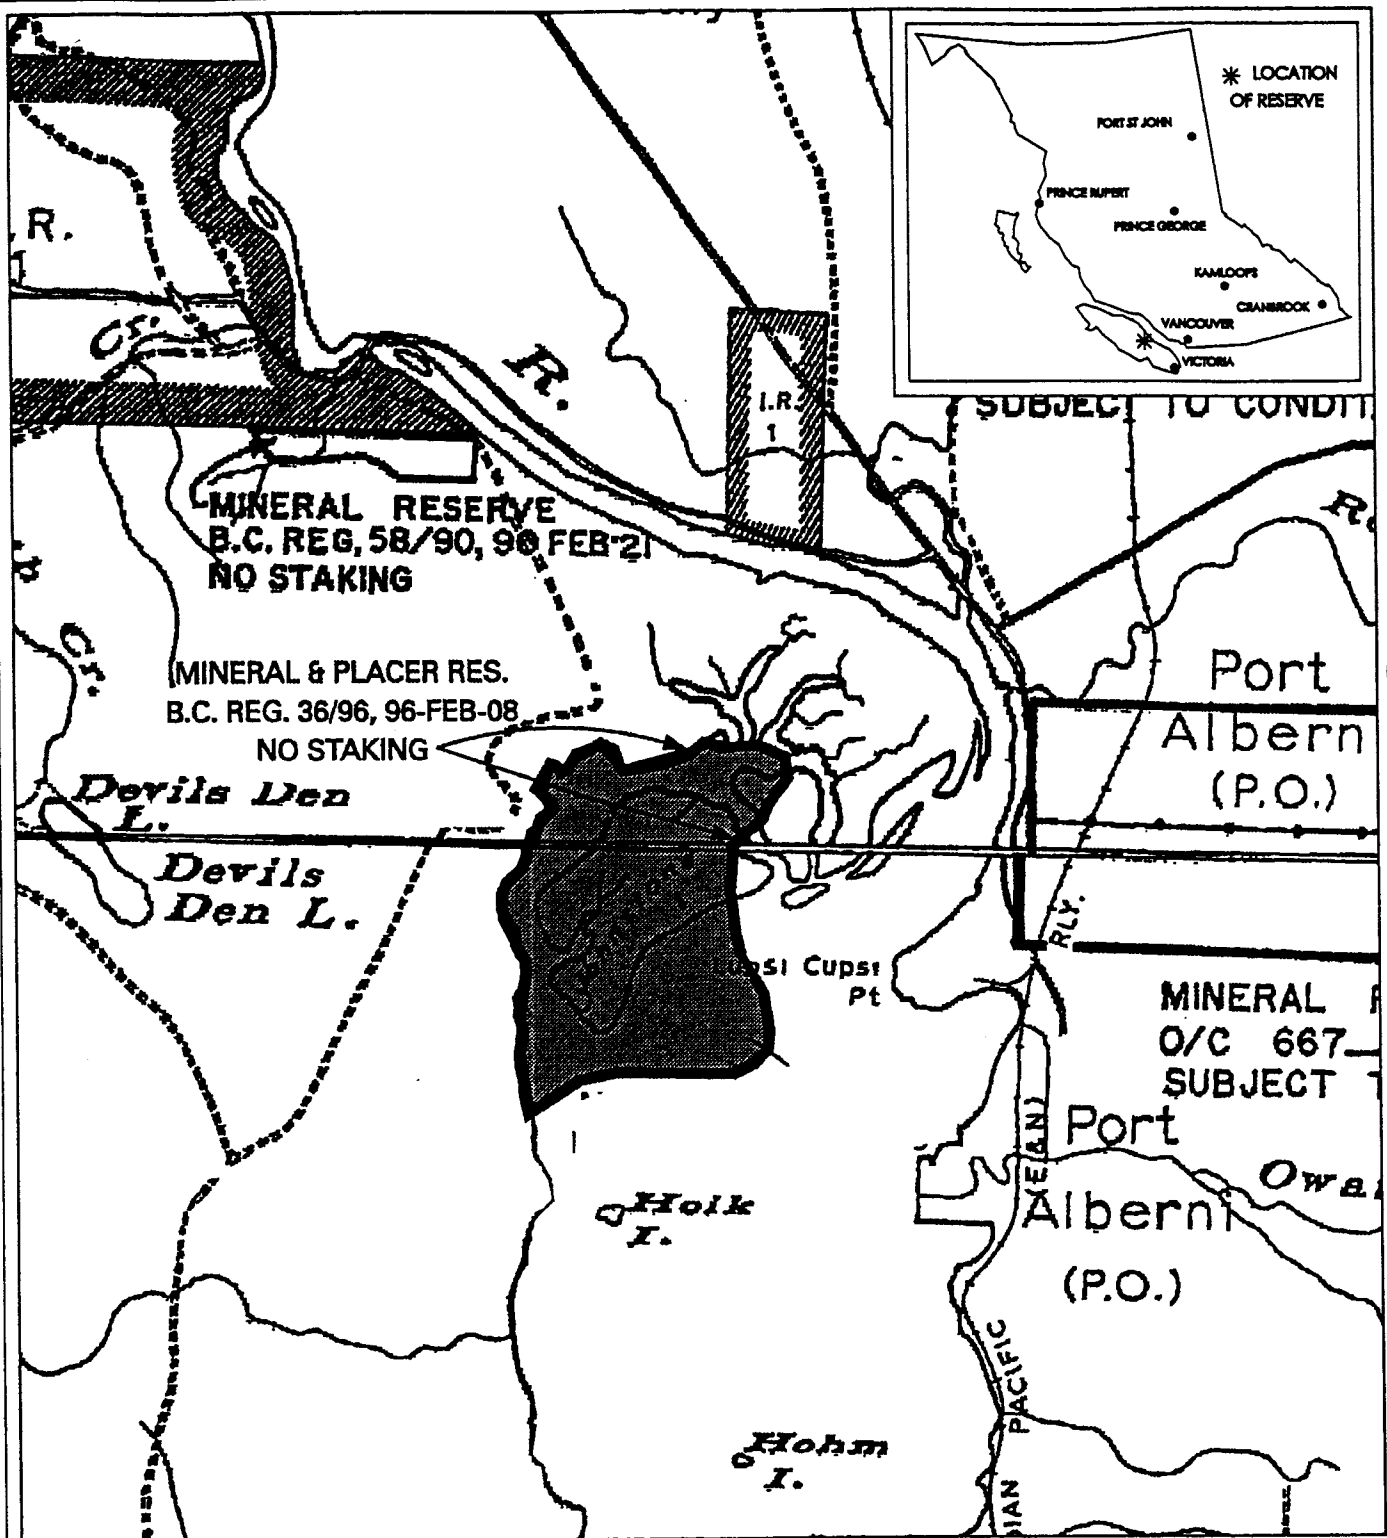 LOCATION
OF RESERVE
FORT ST JOHN
PRINCE RUPERT
PRINCE GEORGE
KAMLOOPS
CRANBROOK
VANCOUVER
VICTORIA
R.
Cr.
R.
I.R.
1
SUBJECT TO CONDIT
MINERAL RESERVE
B.C. REG, 58/90, 90 FEB 21
NO STAKING
Cr.
MINERAL & PLACER RES.
B.C. REG. 36/96, 96-FEB-08
NO STAKING
Port
Albern
(P.O.)
Devils Den
L.
Devils
Den L.
RLY.
Cupsi
Pt
MINERAL
O/C 667
SUBJECT
(E&N)
Port
Alberni
(P.O.)
Hoik
I.
PACIFIC
Hohm
I.